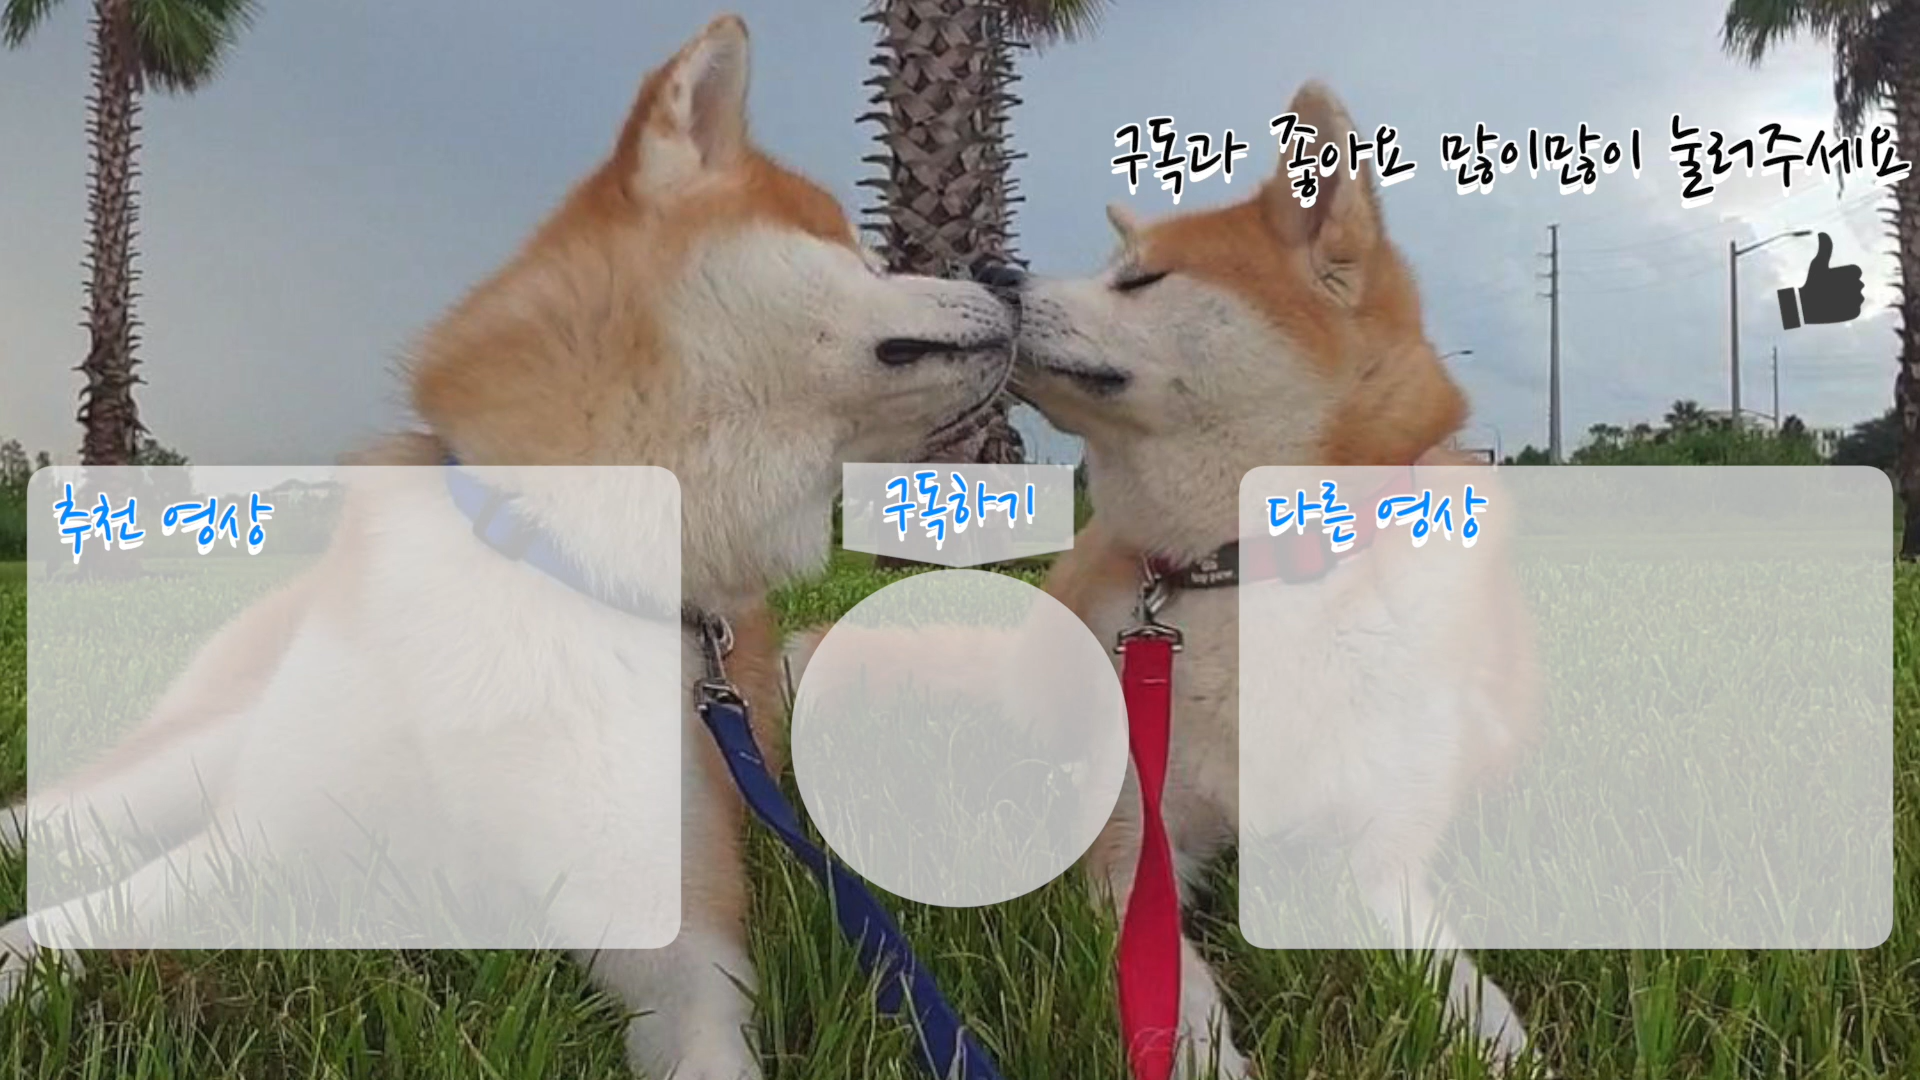 구독과 좋아요 많이많이 눌러주세요
추천 영상
구독하기
다른 영상